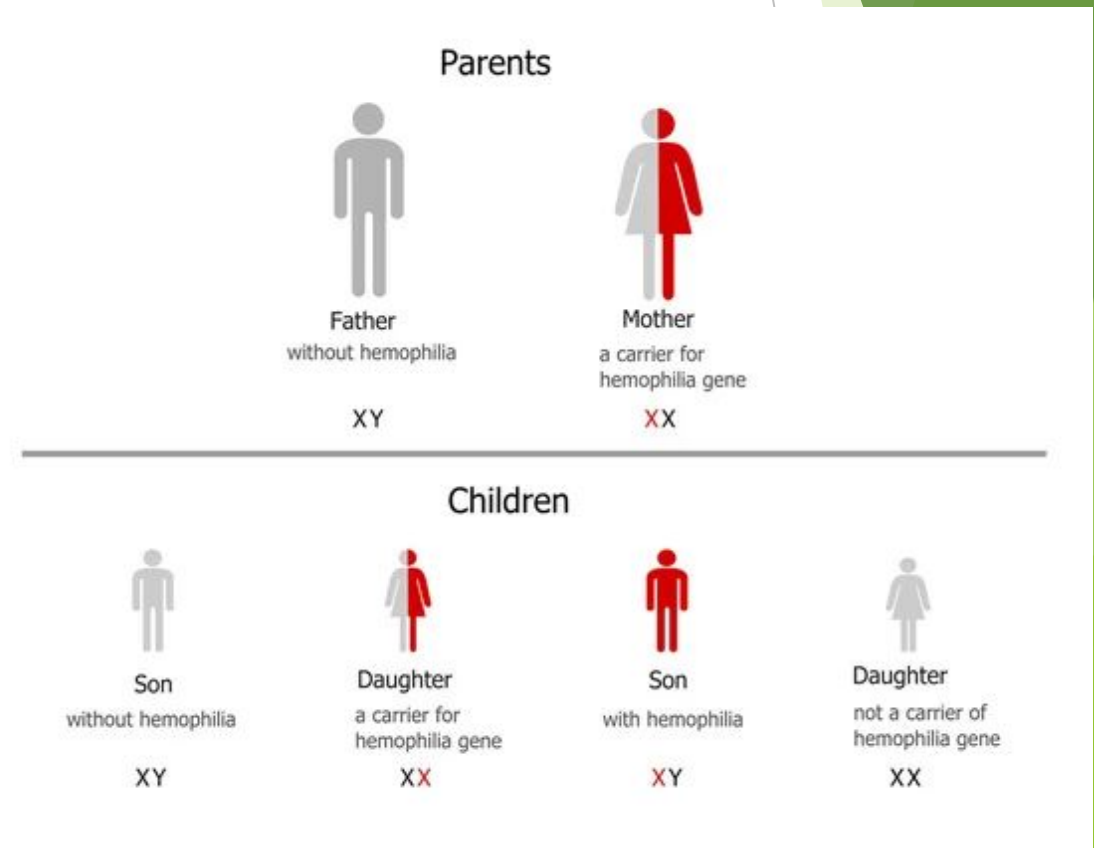 Parents
Father
without hemophilia
XY
Mother
a carrier for
hemophilia gene
XX
Children
Son
without hemophilia
XY
Daughter
a carrier for
hemophilia gene
XX
Son
with hemophilia
XY
Daughter
not a carrier of
hemophilia gene
XX